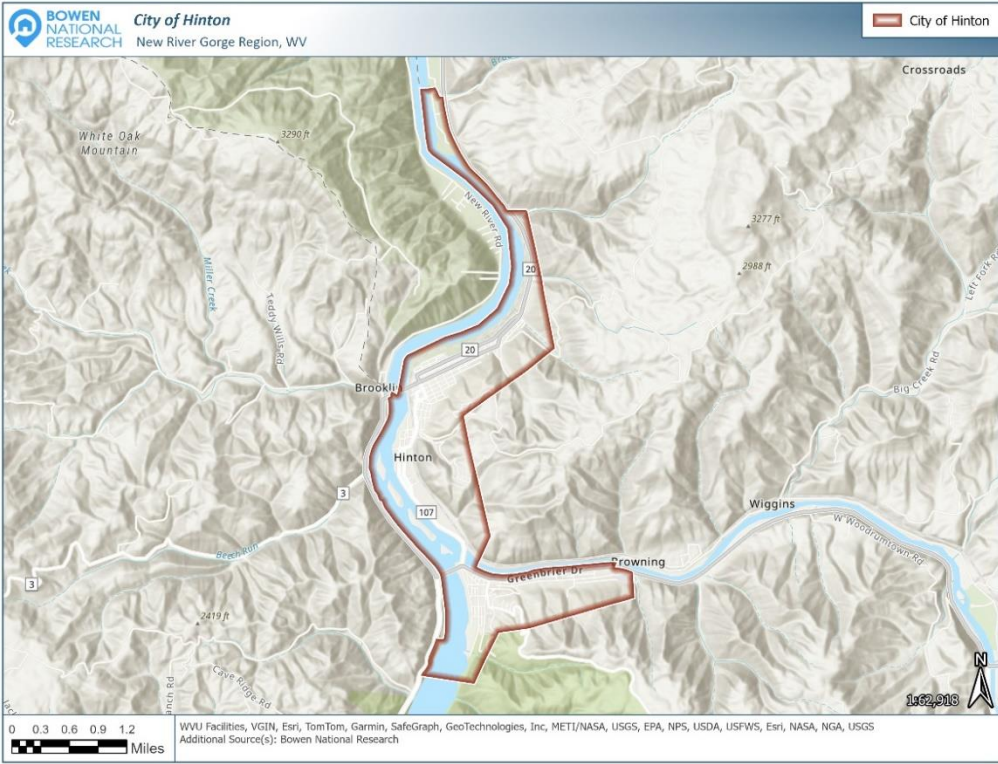 BOWEN
NATIONAL
RESEARCH
City of Hinton
New River Gorge Region, WV
City of Hinton
Crossroads
White Oak
Mountain
3290 ft
New River Rd
3277 ft
2988 ft
20
Miller Creek
Teddy Wills Rd
20
Big Creek Rd
Hinton
3
107
Wiggins
W Woodrumtown Rd
Beech Run
3
Greenbrier Dr
2419 ft
Cave Ridge Rd
N
1:62,918
0 0.3 0.6 0.9 1.2
Miles
WVU Facilities, VGIN, Esri, TomTom, Garmin, SafeGraph, GeoTechnologies, Inc, METI/NASA, USGS, EPA, NPS, USDA, USFWS, Esri, NASA, NGA, USGS
Additional Source(s): Bowen National Research